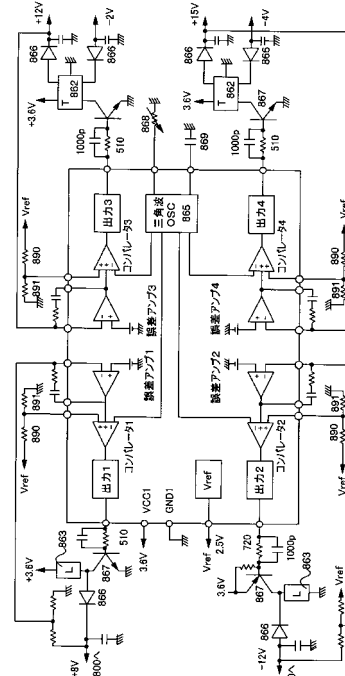 +12V
-2V
+15V
-4V
866
866
866
866
+3.6V
T
862
3.6V
T
862
867
867
1000p
510
868
869
1000p
510
Vref
890
891
出力3
コンパレータ3
誤差アンプ3
三角波
OSC
865
出力4
コンパレータ4
誤差アンプ4
Vref
890
891
誤差アンプ1
誤差アンプ2
891
890
Vref
コンパレータ1
出力1
Vref
コンパレータ2
出力2
891
890
Vref
VCC1
GND1
3.6V
Vref
2.5V
510
720
1000p
863
L
+3.6V
867
866
3.6V
867
863
L
866
+8V
800へ
-12V
Vref